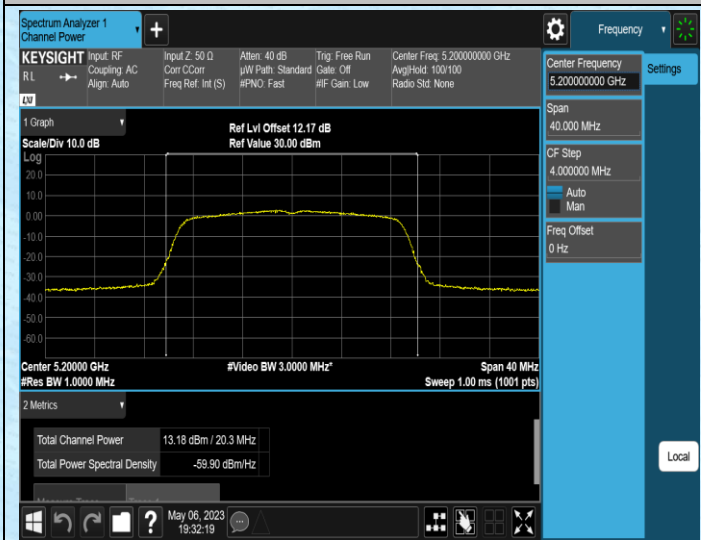 Spectrum Analyzer 1
Channel Power
Frequency
KEYSIGHT
R L
LXI
Input: RF
Coupling: AC
Align: Auto
Input Z: 50 Ω
Corr CCorr
Freq Ref: Int (S)
Atten: 40 dB
µW Path: Standard
#PNO: Fast
Trig: Free Run
Gate: Off
#IF Gain: Low
Center Freq: 5.200000000 GHz
Avg|Hold: 100/100
Radio Std: None
Center Frequency
5.200000000 GHz
Settings
Span
40.000 MHz
CF Step
4.000000 MHz
Auto
Man
Freq Offset
0 Hz
Local
1 Graph
Scale/Div 10.0 dB
Ref Lvl Offset 12.17 dB
Ref Value 30.00 dBm
Log
20.0
10.0
0.00
-10.0
-20.0
-30.0
-40.0
-50.0
-60.0
Center 5.20000 GHz
#Res BW 1.0000 MHz
#Video BW 3.0000 MHz*
Span 40 MHz
Sweep 1.00 ms (1001 pts)
2 Metrics
Total Channel Power 13.18 dBm / 20.3 MHz
Total Power Spectral Density -59.90 dBm/Hz
May 06, 2023
19:32:19